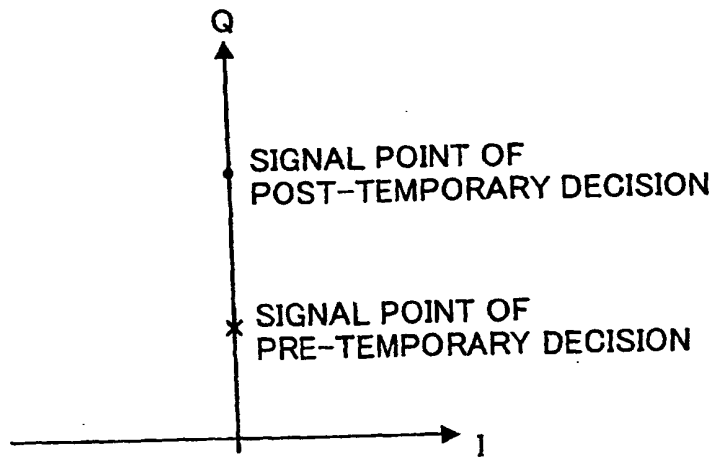 Q
SIGNAL POINT OF
POST-TEMPORARY DECISION
SIGNAL POINT OF
PRE-TEMPORARY DECISION
I